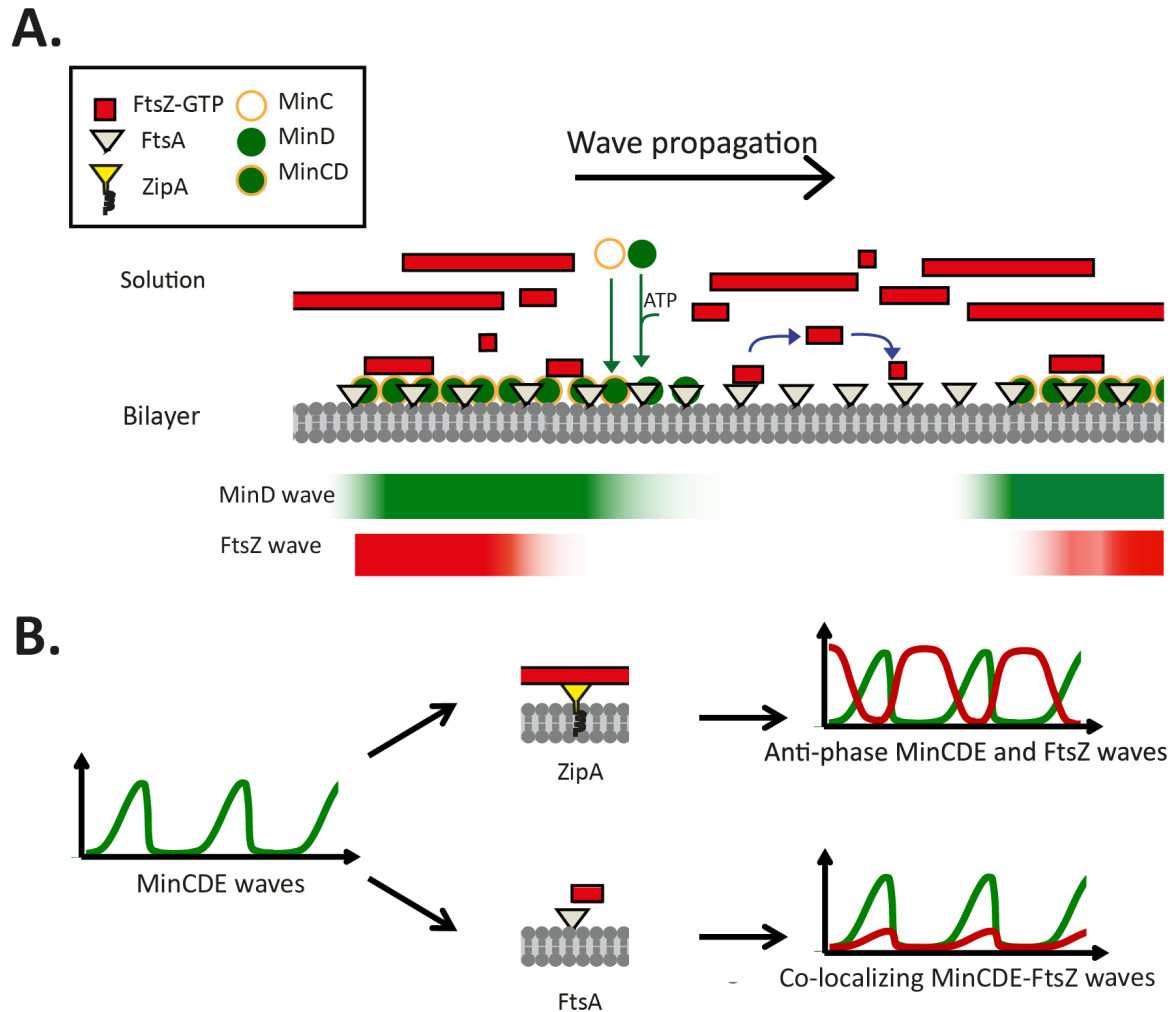 A.
FtsZ-GTP
FtsA
ZipA
MinC
MinD
MinCD
Wave propagation
Solution
ATP
Bilayer
MinD wave
FtsZ wave
B.
MinCDE waves
ZipA
FtsA
Anti-phase MinCDE and FtsZ waves
Co-localizing MinCDE-FtsZ waves